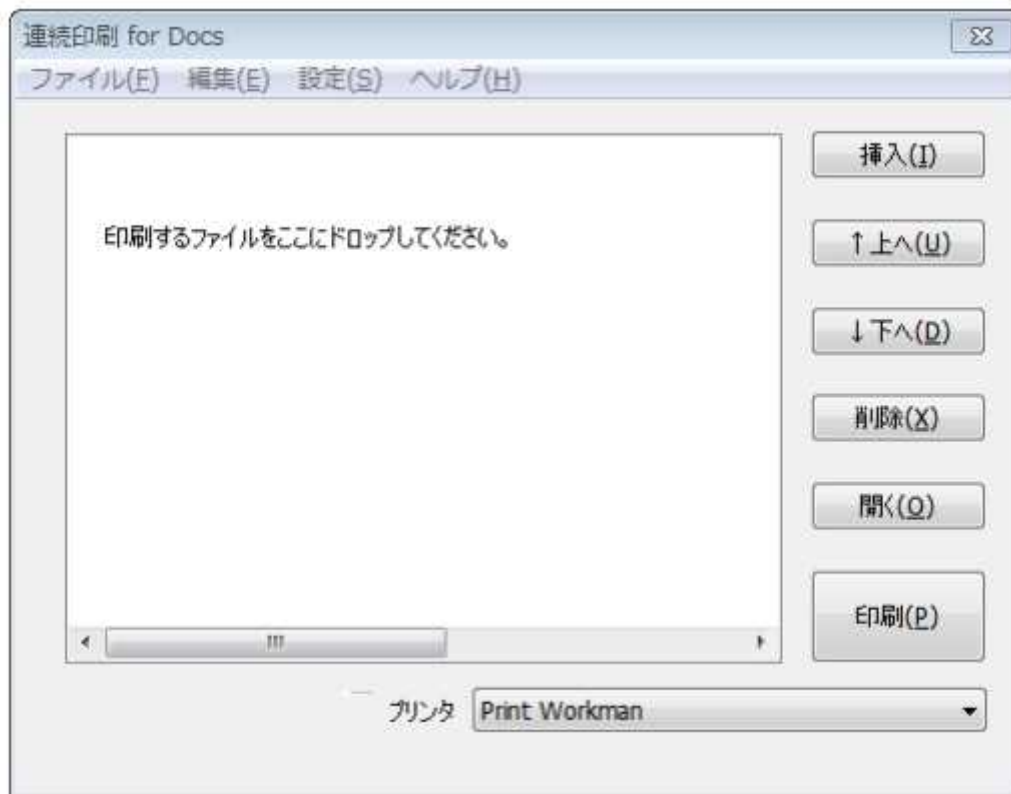 連続印刷 for Docs
ファイル(F) 編集(E) 設定(S) ヘルプ(H)
印刷するファイルをここにドロップしてください。
挿入(I)
↑上へ(U)
↓下へ(D)
削除(X)
開く(O)
印刷(P)
プリンタ Print Workman